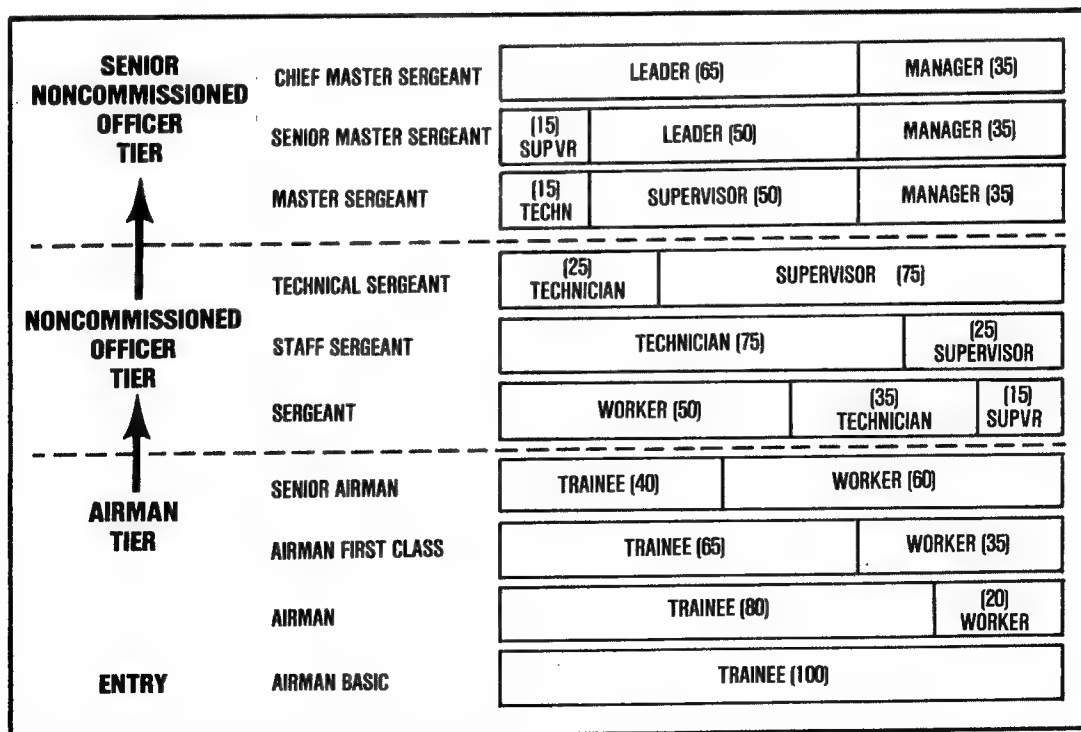 SENIOR
NONCOMMISSIONED
OFFICER
TIER
CHIEF MASTER SERGEANT
LEADER (65)
MANAGER (35)
SENIOR MASTER SERGEANT
(15)
SUPVR
LEADER (50)
MANAGER (35)
MASTER SERGEANT
(15)
TECHN
SUPERVISOR (50)
MANAGER (35)
NONCOMMISSIONED
OFFICER
TIER
TECHNICAL SERGEANT
(25)
TECHNICIAN
SUPERVISOR (75)
STAFF SERGEANT
TECHNICIAN (75)
(25)
SUPERVISOR
SERGEANT
WORKER (50)
(35)
TECHNICIAN
(15)
SUPVR
AIRMAN
TIER
SENIOR AIRMAN
TRAINEE (40)
WORKER (60)
AIRMAN FIRST CLASS
TRAINEE (65)
WORKER (35)
AIRMAN
TRAINEE (80)
(20)
WORKER
ENTRY
AIRMAN BASIC
TRAINEE (100)